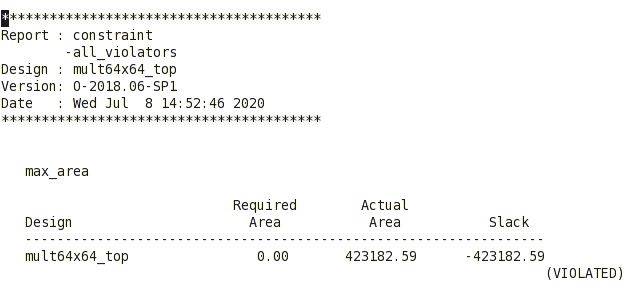 ****************************************
Report : constraint
        -all_violators
Design : mult64x64_top
Version: O-2018.06-SP1
Date   : Wed Jul  8 14:52:46 2020
****************************************
   max_area
                             Required        Actual
   Design                      Area           Area           Slack
   -----------------------------------------------------------------
   mult64x64_top                0.00       423182.59      -423182.59
                                                                    (VIOLATED)